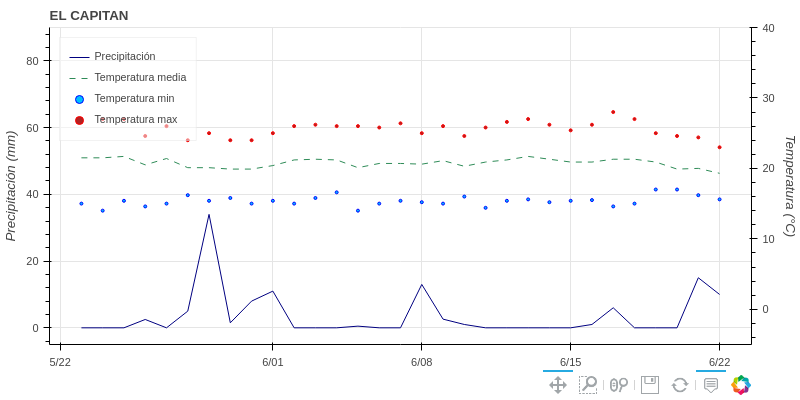 EL CAPITAN
Precipitación
Temperatura media
Temperatura min
Temperatura max
80
60
40
20
0
40
30
20
10
0
Precipitación (mm)
Temperatura (°C)
5/22
6/01
6/08
6/15
6/22